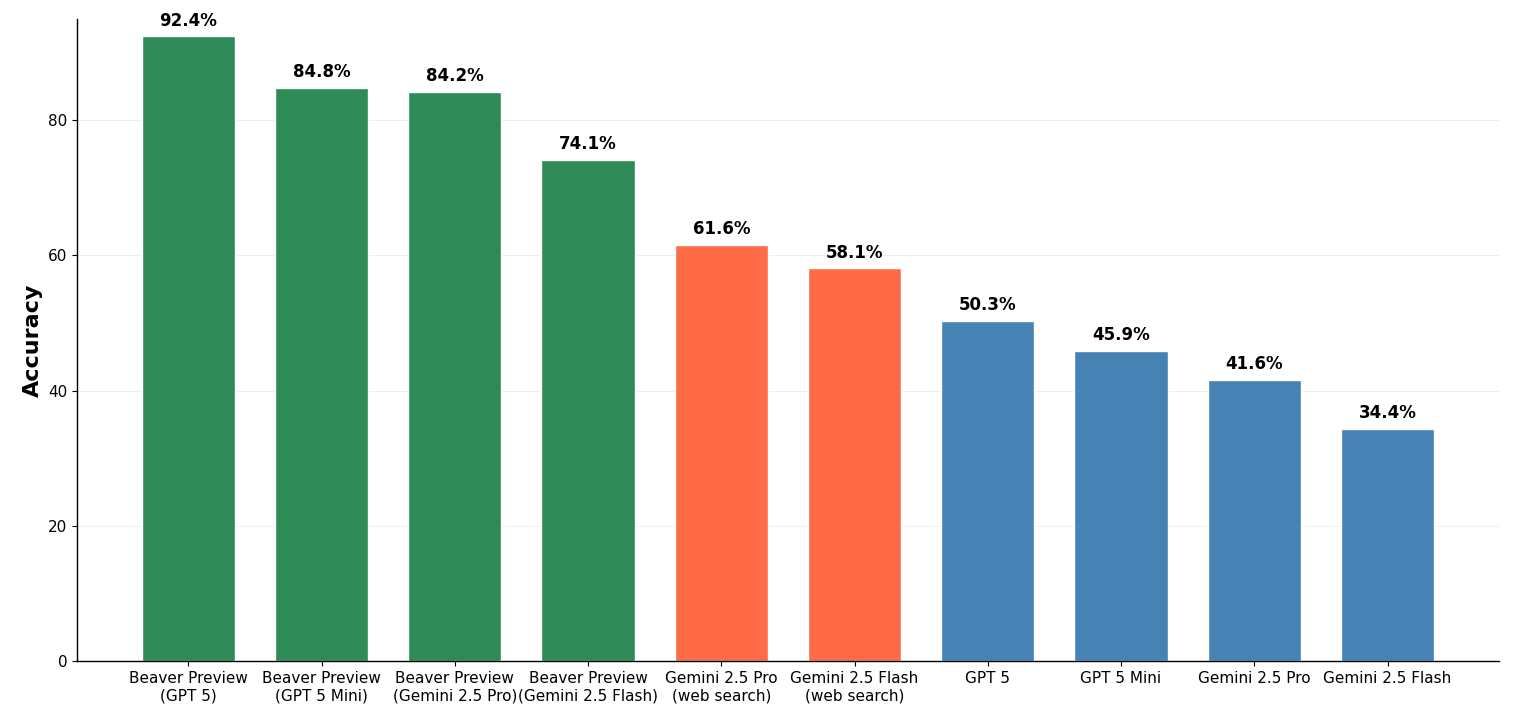 92.4%
84.8%
84.2%
74.1%
61.6%
58.1%
50.3%
45.9%
41.6%
34.4%
Accuracy
80
60
40
20
0
Beaver Preview
(GPT 5)
Beaver Preview
(GPT 5 Mini)
Beaver Preview
(Gemini 2.5 Pro)
Beaver Preview
(Gemini 2.5 Flash)
Gemini 2.5 Pro
(web search)
Gemini 2.5 Flash
(web search)
GPT 5
GPT 5 Mini
Gemini 2.5 Pro
Gemini 2.5 Flash